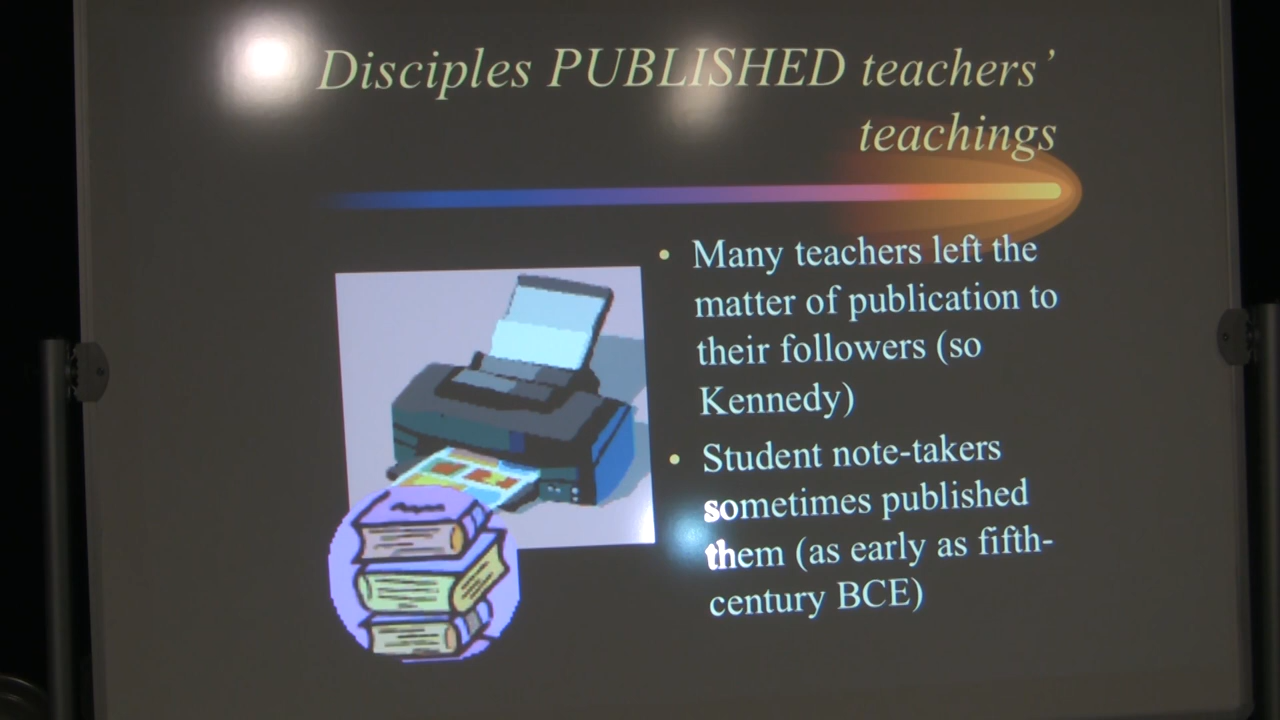 Disciples PUBLISHED teachers’
teachings
• Many teachers left the
matter of publication to
their followers (so
Kennedy)
• Student note-takers
sometimes published
them (as early as fifth-
century BCE)